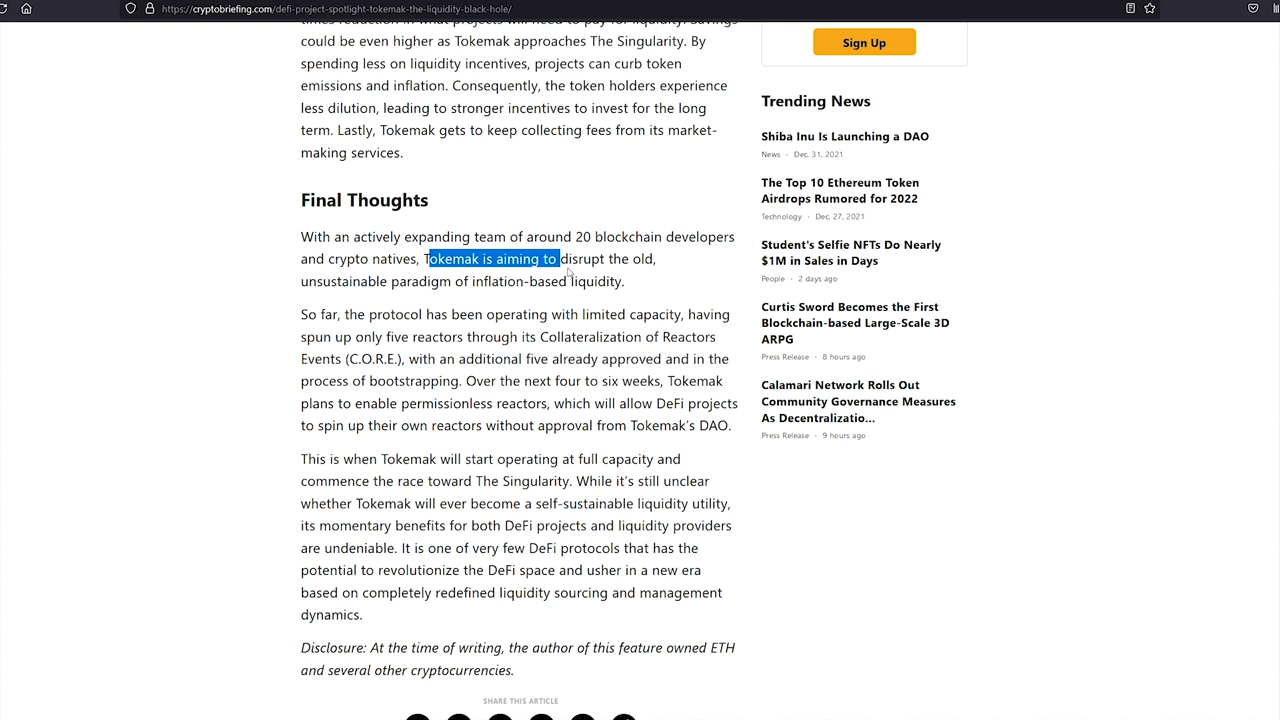 https://cryptobriefing.com/defi-project-spotlight-tokemak-the-liquidity-black-hole/
times reduction in what projects will need to pay for liquidity. Savings
could be even higher as Tokemak approaches The Singularity. By
spending less on liquidity incentives, projects can curb token
emissions and inflation. Consequently, the token holders experience
less dilution, leading to stronger incentives to invest for the long
term. Lastly, Tokemak gets to keep collecting fees from its market-
making services.
Final Thoughts
With an actively expanding team of around 20 blockchain developers
and crypto natives, Tokemak is aiming to disrupt the old,
unsustainable paradigm of inflation-based liquidity.
So far, the protocol has been operating with limited capacity, having
spun up only five reactors through its Collateralization of Reactors
Events (C.O.R.E.), with an additional five already approved and in the
process of bootstrapping. Over the next four to six weeks, Tokemak
plans to enable permissionless reactors, which will allow DeFi projects
to spin up their own reactors without approval from Tokemak's DAO.
This is when Tokemak will start operating at full capacity and
commence the race toward The Singularity. While it's still unclear
whether Tokemak will ever become a self-sustainable liquidity utility,
its momentary benefits for both DeFi projects and liquidity providers
are undeniable. It is one of very few DeFi protocols that has the
potential to revolutionize the DeFi space and usher in a new era
based on completely redefined liquidity sourcing and management
dynamics.
Disclosure: At the time of writing, the author of this feature owned ETH
and several other cryptocurrencies.
SHARE THIS ARTICLE
Sign Up
Trending News
Shiba Inu Is Launching a DAO
News · Dec. 31, 2021
The Top 10 Ethereum Token
Airdrops Rumored for 2022
Technology · Dec. 27, 2021
Student's Selfie NFTs Do Nearly
$1M in Sales in Days
People · 2 days ago
Curtis Sword Becomes the First
Blockchain-based Large-Scale 3D
ARPG
Press Release · 8 hours ago
Calamari Network Rolls Out
Community Governance Measures
As Decentralizatio...
Press Release · 9 hours ago